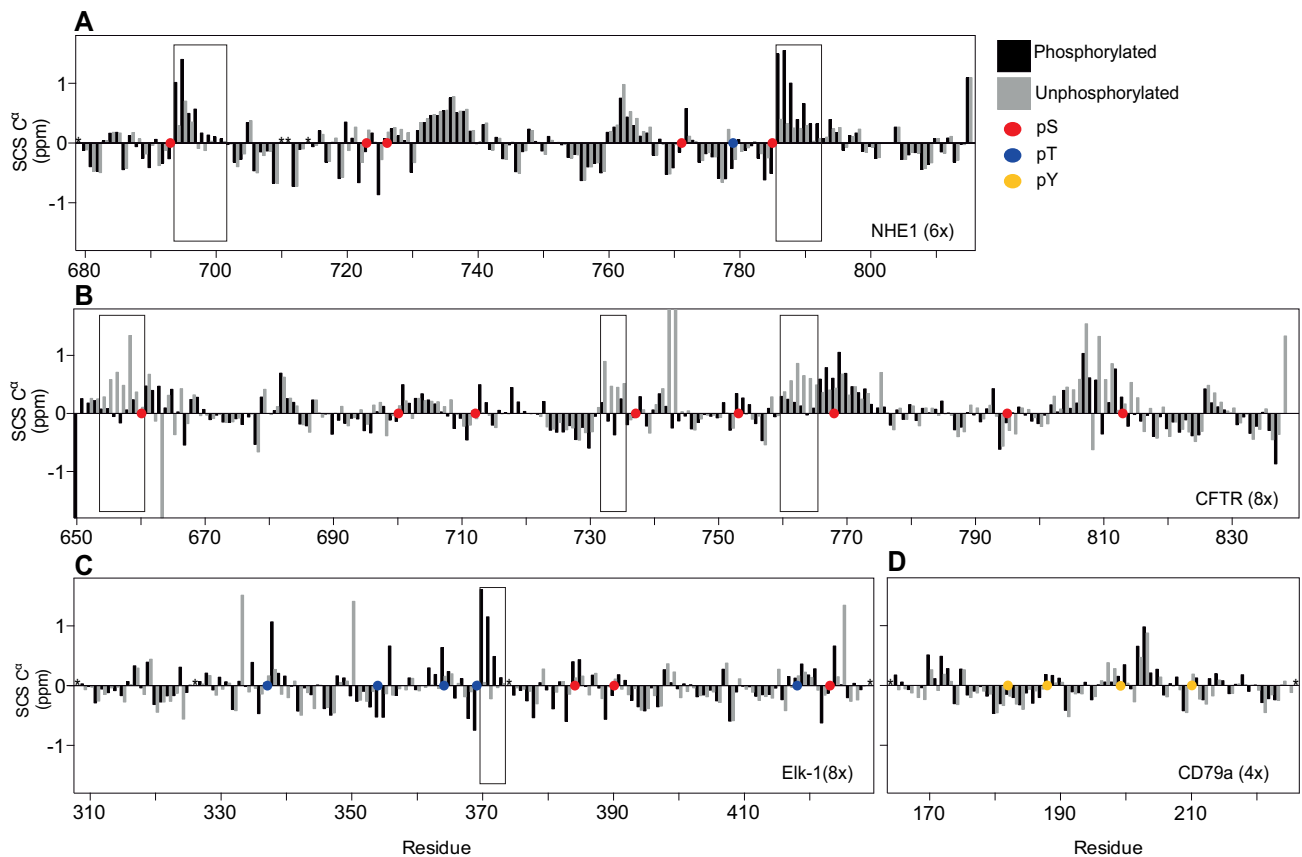 A
SCS Cα
(ppm)
1
0
-1
* * * *
NHE1 (6x)
680 700 720 740 760 780 800
Phosphorylated
Unphosphorylated
pS
pT
pY
B
SCS Cα
(ppm)
1
0
-1
CFTR (8x)
650 670 690 710 730 750 770 790 810 830
C
SCS Cα
(ppm)
1
0
-1
* * * *
Elk-1(8x)
310 330 350 370 390 410
Residue
D
* *
CD79a (4x)
170 190 210
Residue